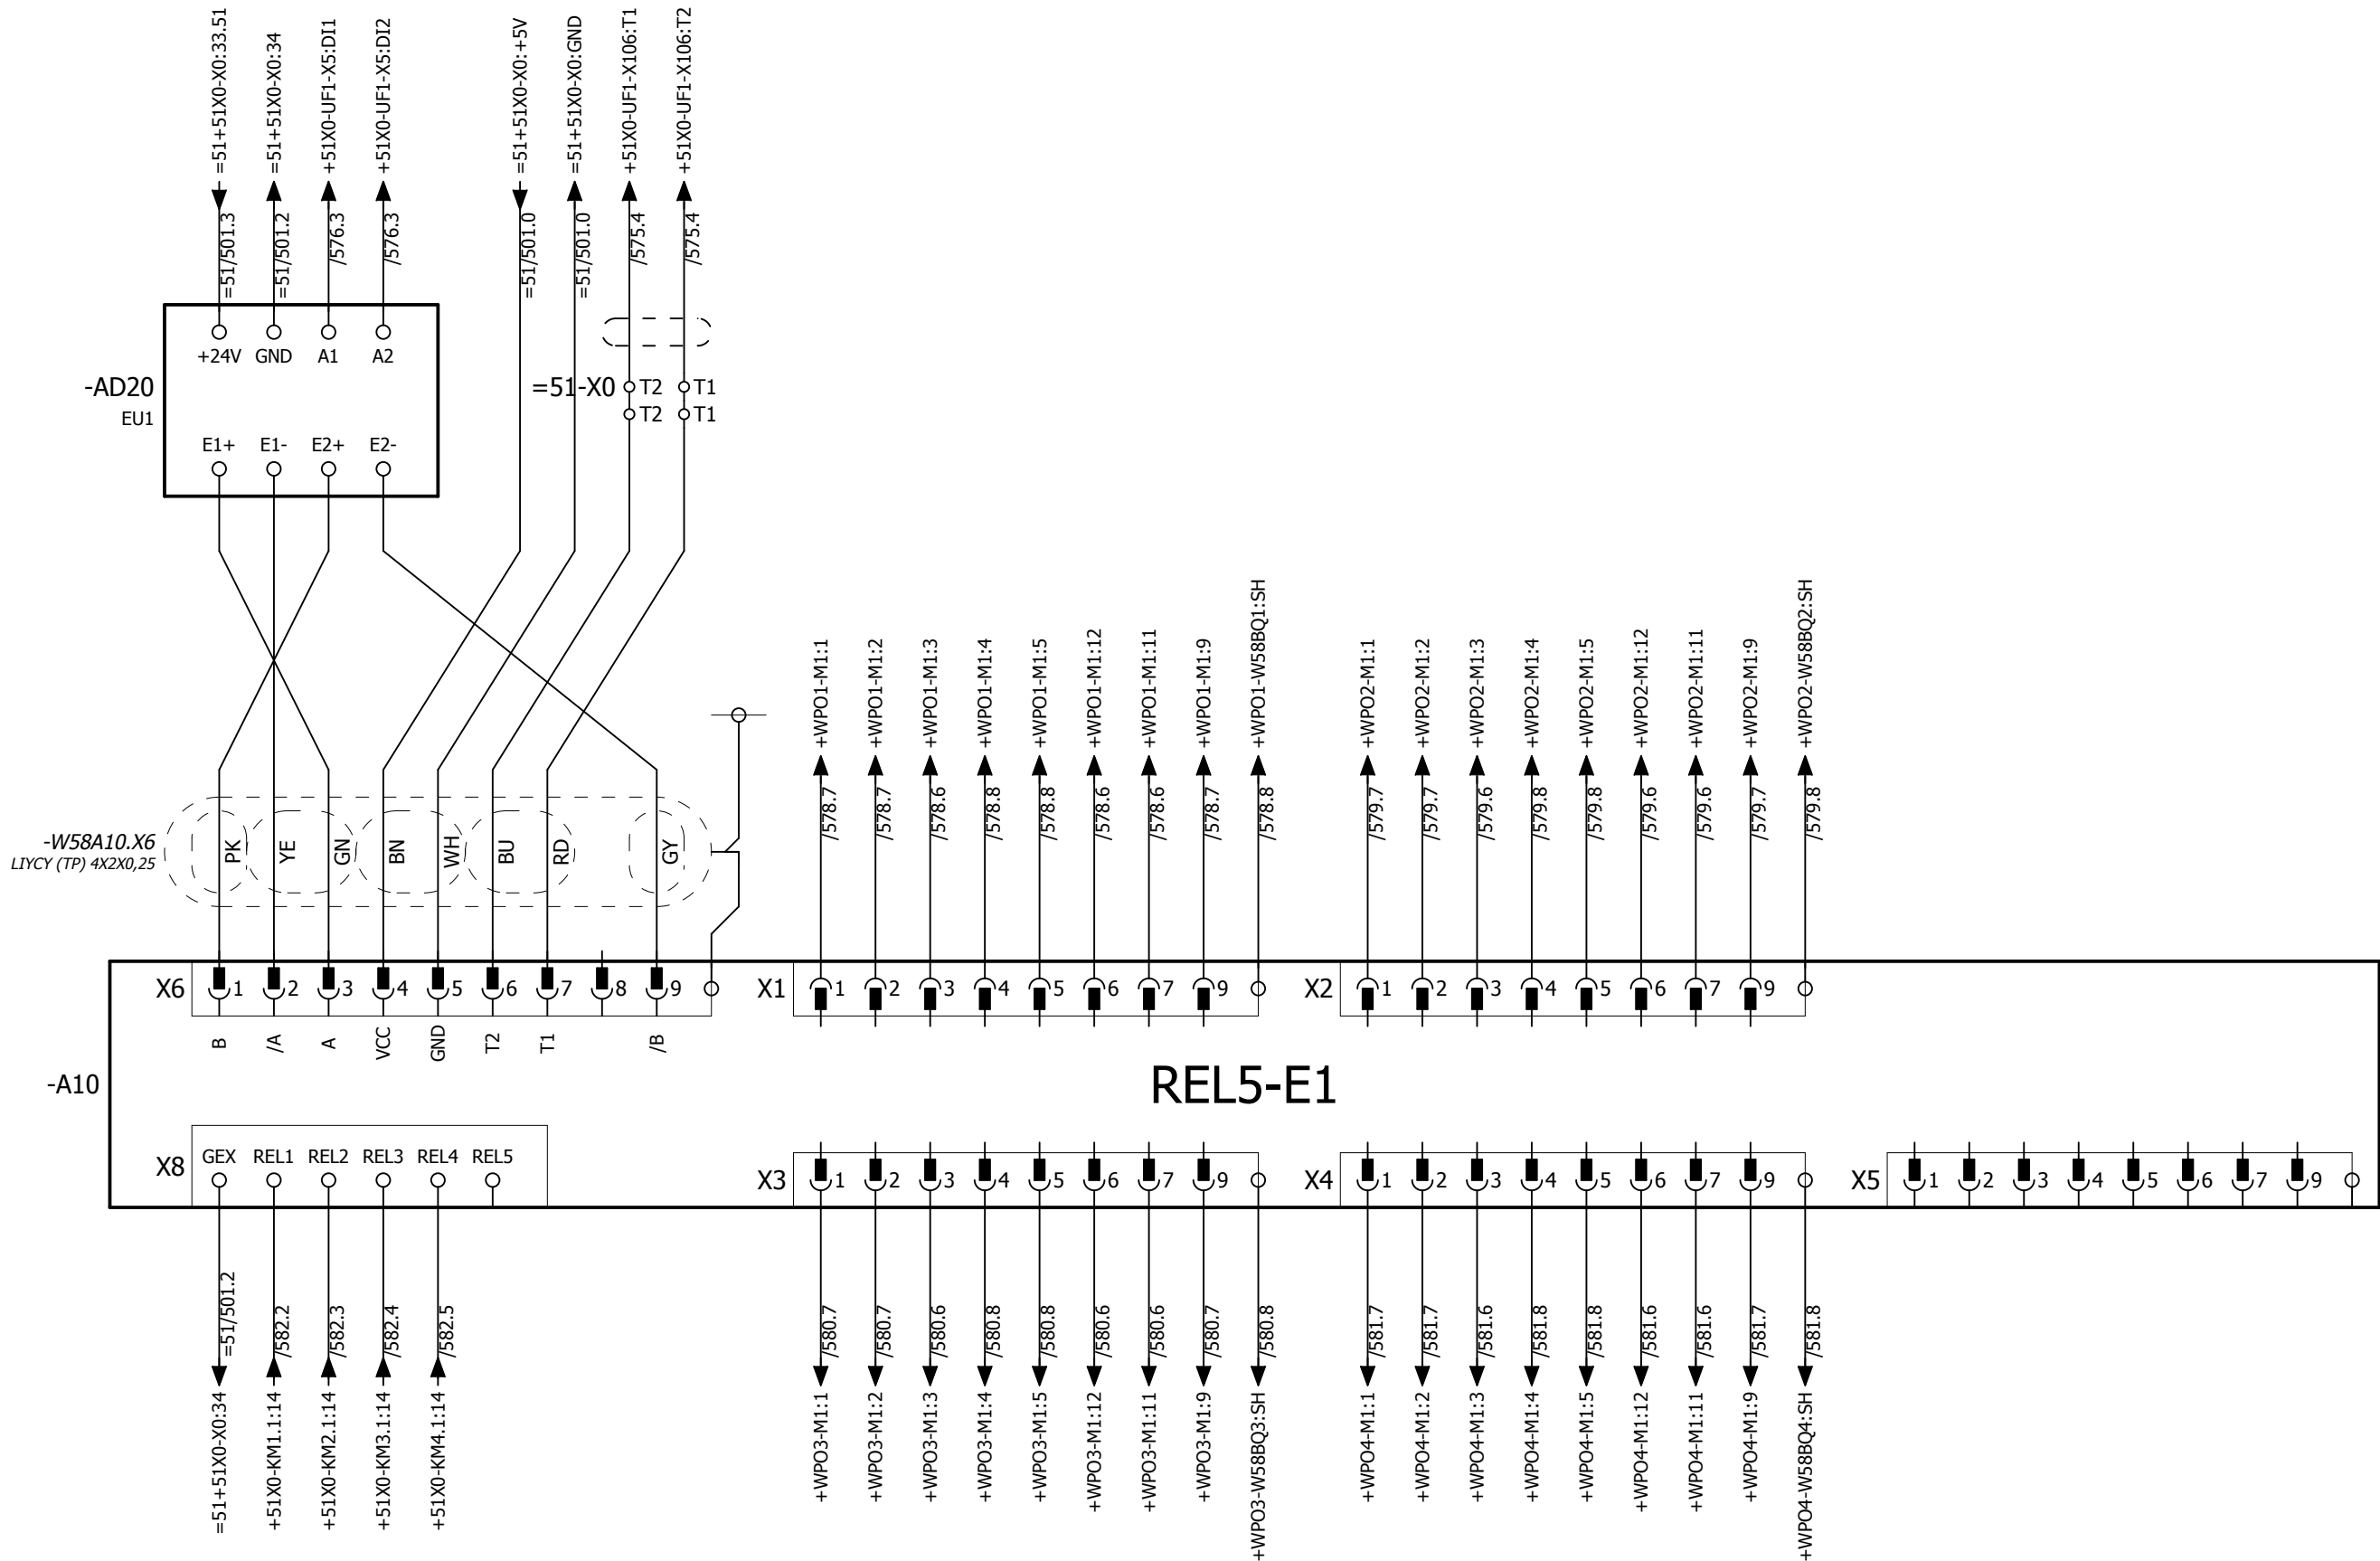 =51+51X0-X0:33.51
=51+51X0-X0:34
+51X0-UF1-X5:DI1
+51X0-UF1-X5:DI2
=51+51X0-X0:+5V
=51+51X0-X0:GND
+51X0-UF1-X106:T1
+51X0-UF1-X106:T2
=51/501.3
=51/501.2
/576.3
/576.3
=51/501.0
=51/501.0
/575.4
/575.4
+24V GND A1 A2
-AD20
EU1
=51-X0 T2 T1
T2 T1
E1+ E1- E2+ E2-
+WPO1-M1:1
+WPO1-M1:2
+WPO1-M1:3
+WPO1-M1:4
+WPO1-M1:5
+WPO1-M1:12
+WPO1-M1:11
+WPO1-M1:9
+WPO1-W58BQ1:SH
+WPO2-M1:1
+WPO2-M1:2
+WPO2-M1:3
+WPO2-M1:4
+WPO2-M1:5
+WPO2-M1:12
+WPO2-M1:11
+WPO2-M1:9
+WPO2-W58BQ2:SH
/578.7
/578.7
/578.6
/578.8
/578.8
/578.6
/578.6
/578.7
/578.8
/579.7
/579.7
/579.6
/579.8
/579.8
/579.6
/579.6
/579.7
/579.8
-W58A10.X6
LIYCY (TP) 4X2X0,25
PK
YE
GN
BN
WH
BU
RD
GY
X6 1 2 3 4 5 6 7 8 9
X1 1 2 3 4 5 6 7 9
X2 1 2 3 4 5 6 7 9
B
/A
A
VCC
GND
T2
T1
/B
-A10
REL5-E1
X8 GEX REL1 REL2 REL3 REL4 REL5
X3 1 2 3 4 5 6 7 9
X4 1 2 3 4 5 6 7 9
X5 1 2 3 4 5 6 7 9
=51/501.2
/582.2
/582.3
/582.4
/582.5
/580.7
/580.7
/580.6
/580.8
/580.8
/580.6
/580.6
/580.7
/580.8
/581.7
/581.7
/581.6
/581.8
/581.8
/581.6
/581.6
/581.7
/581.8
=51+51X0-X0:34
+51X0-KM1.1:14
+51X0-KM2.1:14
+51X0-KM3.1:14
+51X0-KM4.1:14
+WPO3-M1:1
+WPO3-M1:2
+WPO3-M1:3
+WPO3-M1:4
+WPO3-M1:5
+WPO3-M1:12
+WPO3-M1:11
+WPO3-M1:9
+WPO3-W58BQ3:SH
+WPO4-M1:1
+WPO4-M1:2
+WPO4-M1:3
+WPO4-M1:4
+WPO4-M1:5
+WPO4-M1:12
+WPO4-M1:11
+WPO4-M1:9
+WPO4-W58BQ4:SH